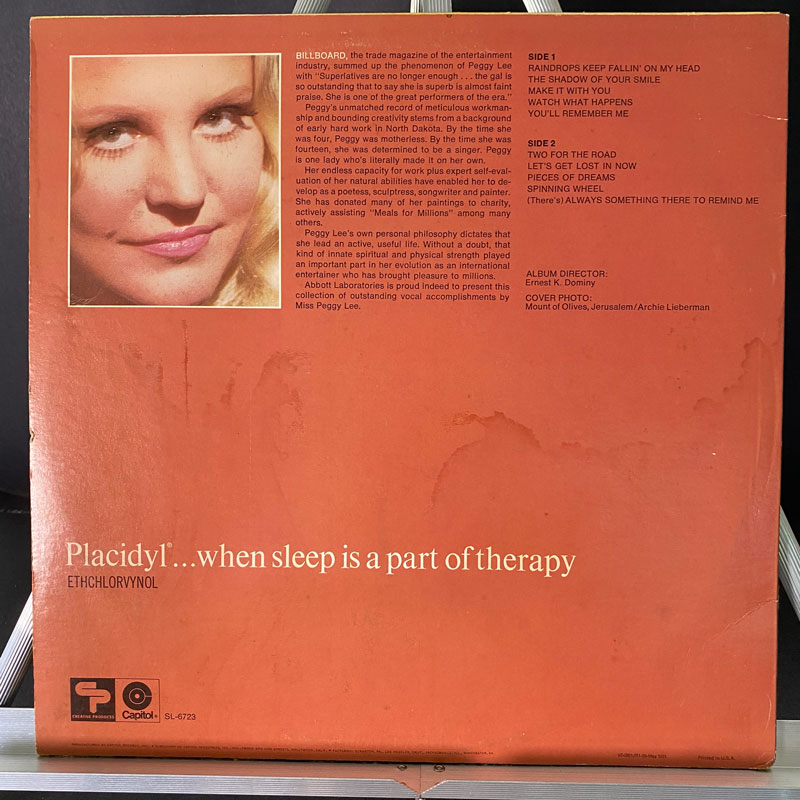 BILLBOARD, the trade magazine of the entertainment
industry, summed up the phenomenon of Peggy Lee
with "Superlatives are no longer enough . . . the gal is
so outstanding that to say she is superb is almost faint
praise. She is one of the great performers of the era."
Peggy's unmatched record of meticulous workman-
ship and bounding creativity stems from a background
of early hard work in North Dakota. By the time she
was four, Peggy was motherless. By the time she was
fourteen, she was determined to be a singer. Peggy
is one lady who's literally made it on her own.
Her endless capacity for work plus expert self-eval-
uation of her natural abilities have enabled her to de-
velop as a poetess, sculptress, songwriter and painter.
She has donated many of her paintings to charity,
actively assisting "Meals for Millions" among many
others.
Peggy Lee's own personal philosophy dictates that
she lead an active, useful life. Without a doubt, that
kind of innate spiritual and physical strength played
an important part in her evolution as an international
entertainer who has brought pleasure to millions.
Abbott Laboratories is proud indeed to present this
collection of outstanding vocal accomplishments by
Miss Peggy Lee.
SIDE 1
RAINDROPS KEEP FALLIN' ON MY HEAD
THE SHADOW OF YOUR SMILE
MAKE IT WITH YOU
WATCH WHAT HAPPENS
YOU'LL REMEMBER ME
SIDE 2
TWO FOR THE ROAD
LET'S GET LOST IN NOW
PIECES OF DREAMS
SPINNING WHEEL
(There's) ALWAYS SOMETHING THERE TO REMIND ME
ALBUM DIRECTOR:
Ernest K. Dominy
COVER PHOTO:
Mount of Olives, Jerusalem/Archie Lieberman
Placidyl®...when sleep is a part of therapy
ETHCHLORVYNOL
CP
CREATIVE PRODUCTS
Capitol®
SL-6723
Printed in U.S.A.